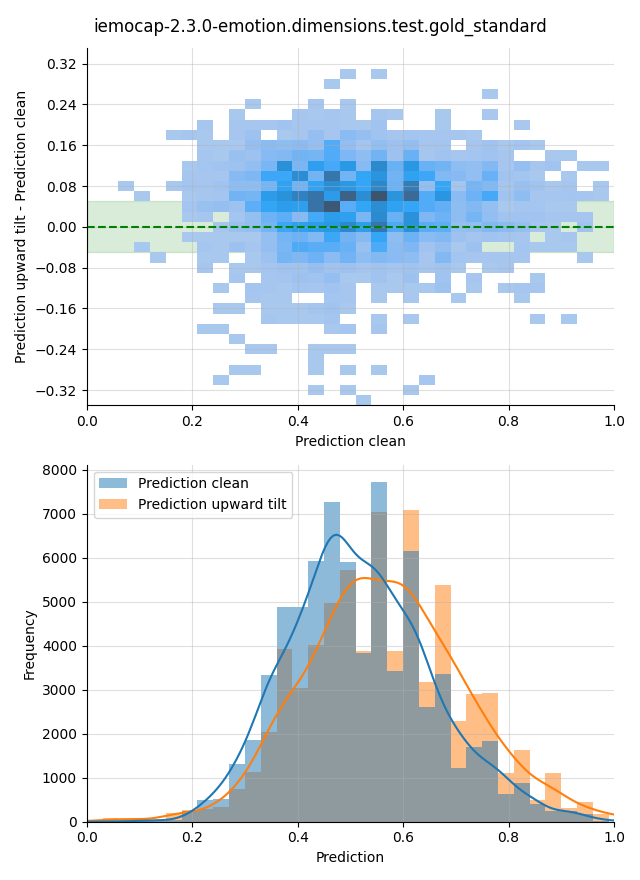 iemocap-2.3.0-emotion.dimensions.test.gold_standard
Prediction upward tilt - Prediction clean
0.32
0.24
0.16
0.08
0.00
−0.08
−0.16
−0.24
−0.32
0.0 0.2 0.4 0.6 0.8 1.0
Prediction clean
Frequency
8000
7000
6000
5000
4000
3000
2000
1000
0
Prediction clean
Prediction upward tilt
0.0 0.2 0.4 0.6 0.8 1.0
Prediction